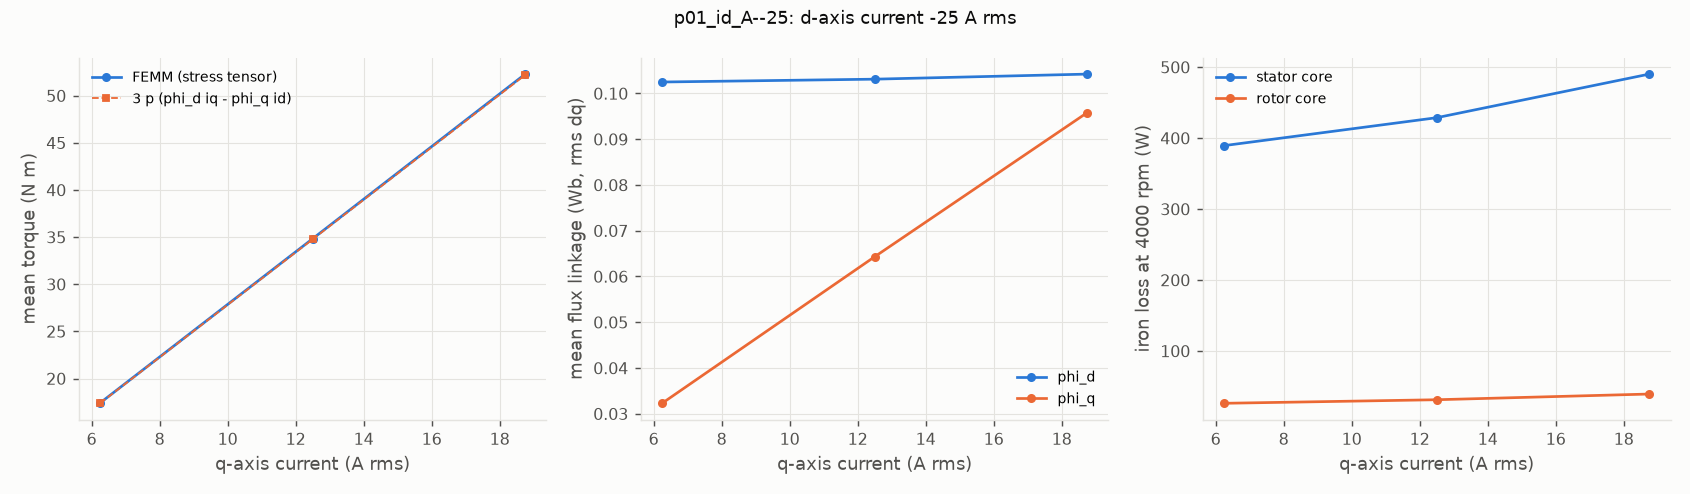 p01_id_A--25: d-axis current -25 A rms
FEMM (stress tensor)
3 p (phi_d iq - phi_q id)
mean torque (N m)
50
45
40
35
30
25
20
6 8 10 12 14 16 18
q-axis current (A rms)
mean flux linkage (Wb, rms dq)
0.10
0.09
0.08
0.07
0.06
0.05
0.04
0.03
phi_d
phi_q
6 8 10 12 14 16 18
q-axis current (A rms)
iron loss at 4000 rpm (W)
500
400
300
200
100
stator core
rotor core
6 8 10 12 14 16 18
q-axis current (A rms)